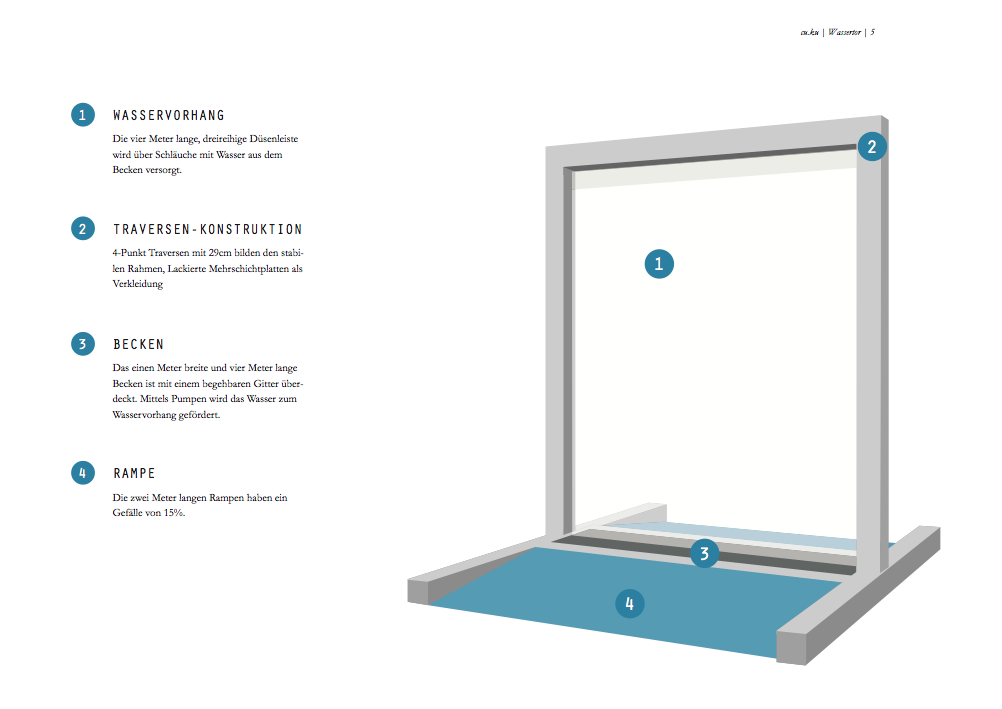 cu.ku | Wassertor | 5
1 WASSERVORHANG
Die vier Meter lange, dreireihige Düsenleiste
wird über Schläuche mit Wasser aus dem
Becken versorgt.
2 TRAVERSEN-KONSTRUKTION
4-Punkt Traversen mit 29cm bilden den stabi-
len Rahmen, Lackierte Mehrschichtplatten als
Verkleidung
3 BECKEN
Das einen Meter breite und vier Meter lange
Becken ist mit einem begehbaren Gitter über-
deckt. Mittels Pumpen wird das Wasser zum
Wasservorhang gefördert.
4 RAMPE
Die zwei Meter langen Rampen haben ein
Gefälle von 15%.
2
1
3
4